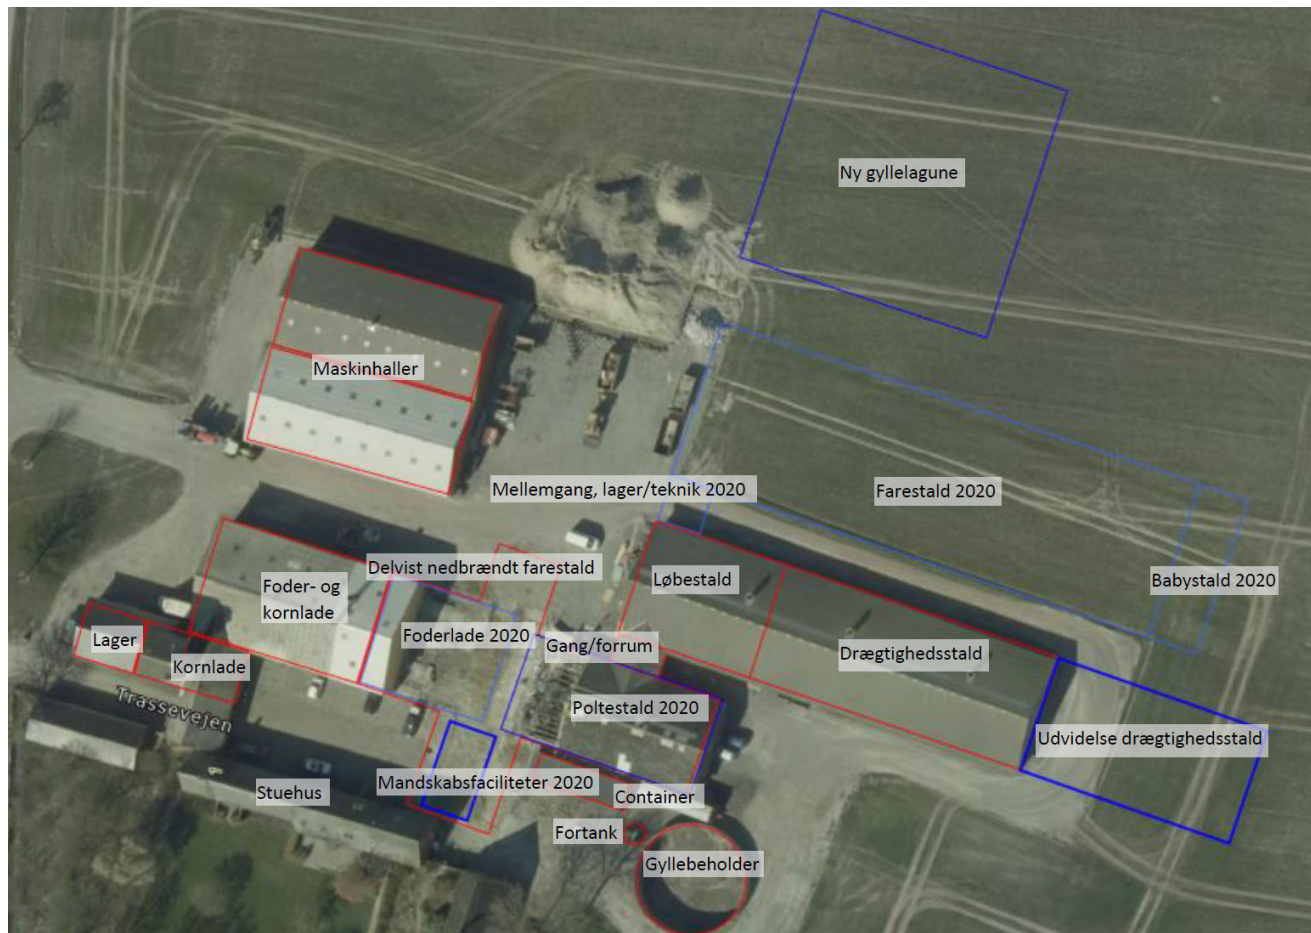 Ny gyllelagune
Maskinhaller
Mellemgang, lager/teknik 2020
Farestald 2020
Delvist nedbrændt farestald
Løbestald
Babystald 2020
Foder- og
kornlade
Foderlade 2020
Lager
Gang/forrum
Kornlade
Drægtighedsstald
Trassevejen
Poltestald 2020
Udvidelse drægtighedsstald
Mandskabsfaciliteter 2020
Stuehus
Container
Fortank
Gyllebeholder